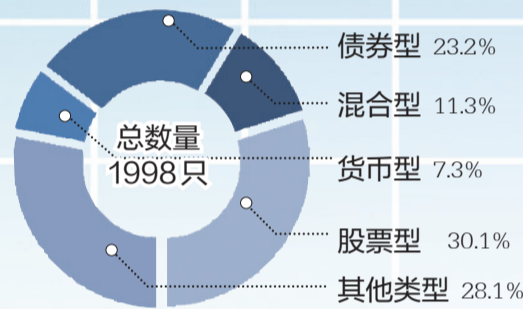 债券型 23.2%
混合型 11.3%
总数量
1998只
货币型 7.3%
股票型 30.1%
其他类型 28.1%